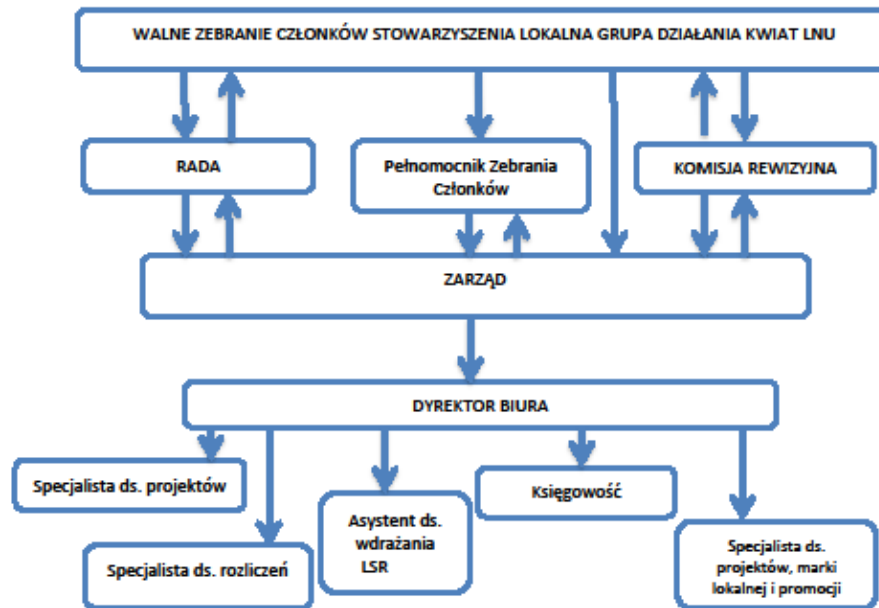 WALNE ZEBRANIE CZŁONKÓW STOWARZYSZENIA LOKALNA GRUPA DZIAŁANIA KWIAT LNU
RADA
Pełnomocnik Zebrania
Członków
KOMISJA REWIZYJNA
ZARZĄD
DYREKTOR BIURA
Specjalista ds. projektów
Specjalista ds. rozliczeń
Asystent ds.
wdrażania
LSR
Księgowość
Specjalista ds.
projektów, marki
lokalnej i promocji